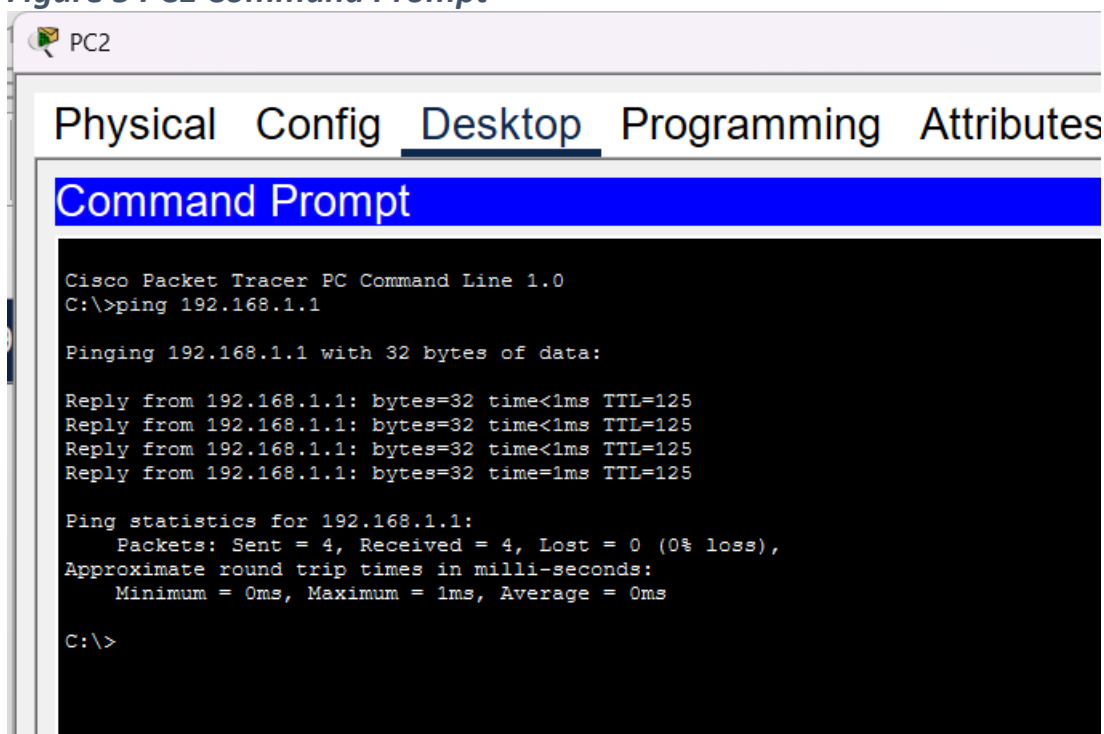 Figure 5 PC2 Command Prompt
PC2
Physical Config Desktop Programming Attributes
Command Prompt
Cisco Packet Tracer PC Command Line 1.0
C:\>ping 192.168.1.1
Pinging 192.168.1.1 with 32 bytes of data:
Reply from 192.168.1.1: bytes=32 time<1ms TTL=125
Reply from 192.168.1.1: bytes=32 time<1ms TTL=125
Reply from 192.168.1.1: bytes=32 time<1ms TTL=125
Reply from 192.168.1.1: bytes=32 time=1ms TTL=125
Ping statistics for 192.168.1.1:
Packets: Sent = 4, Received = 4, Lost = 0 (0% loss),
Approximate round trip times in milli-seconds:
Minimum = 0ms, Maximum = 1ms, Average = 0ms
C:\>